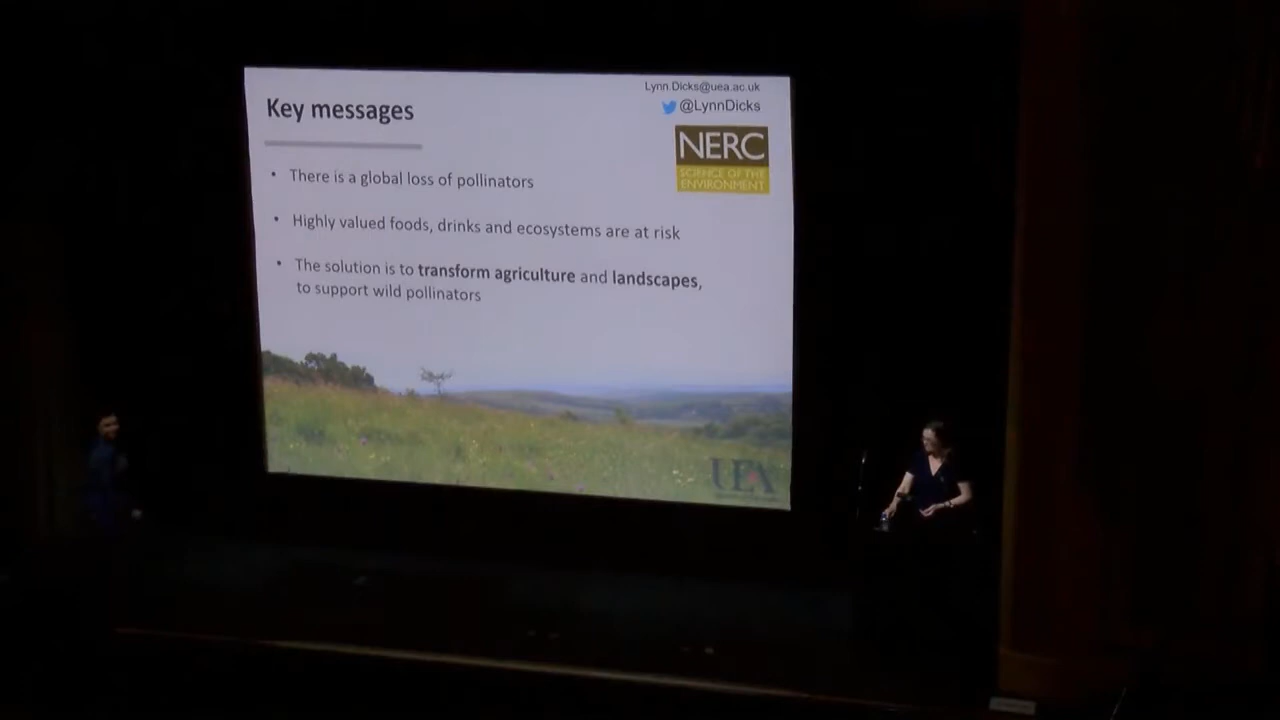 Lynn Dicks@uea.ac.uk
@LynnDicks
Key messages
NERC
SCIENCE OF THE
ENVIRONMENT
• There is a global loss of pollinators
• Highly valued foods, drinks and ecosystems are at risk
• The solution is to transform agriculture and landscapes,
to support wild pollinators
UEA